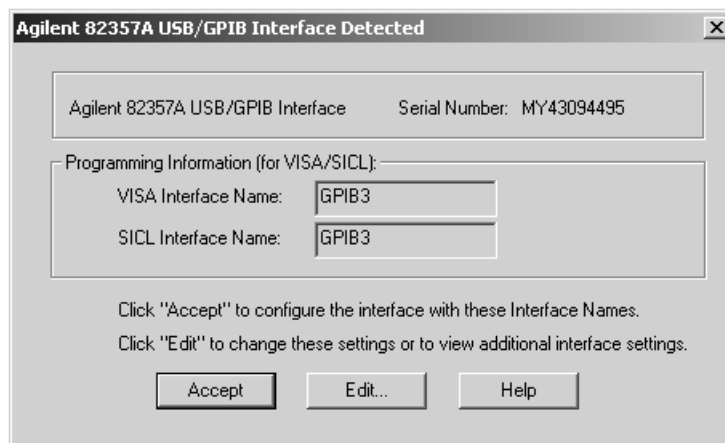 Agilent 82357A USB/GPIB Interface Detected
Agilent 82357A USB/GPIB Interface Serial Number: MY43094495
Programming Information (for VISA/SICL):
VISA Interface Name: GPIB3
SICL Interface Name: GPIB3
Click "Accept" to configure the interface with these Interface Names.
Click "Edit" to change these settings or to view additional interface settings.
Accept Edit... Help